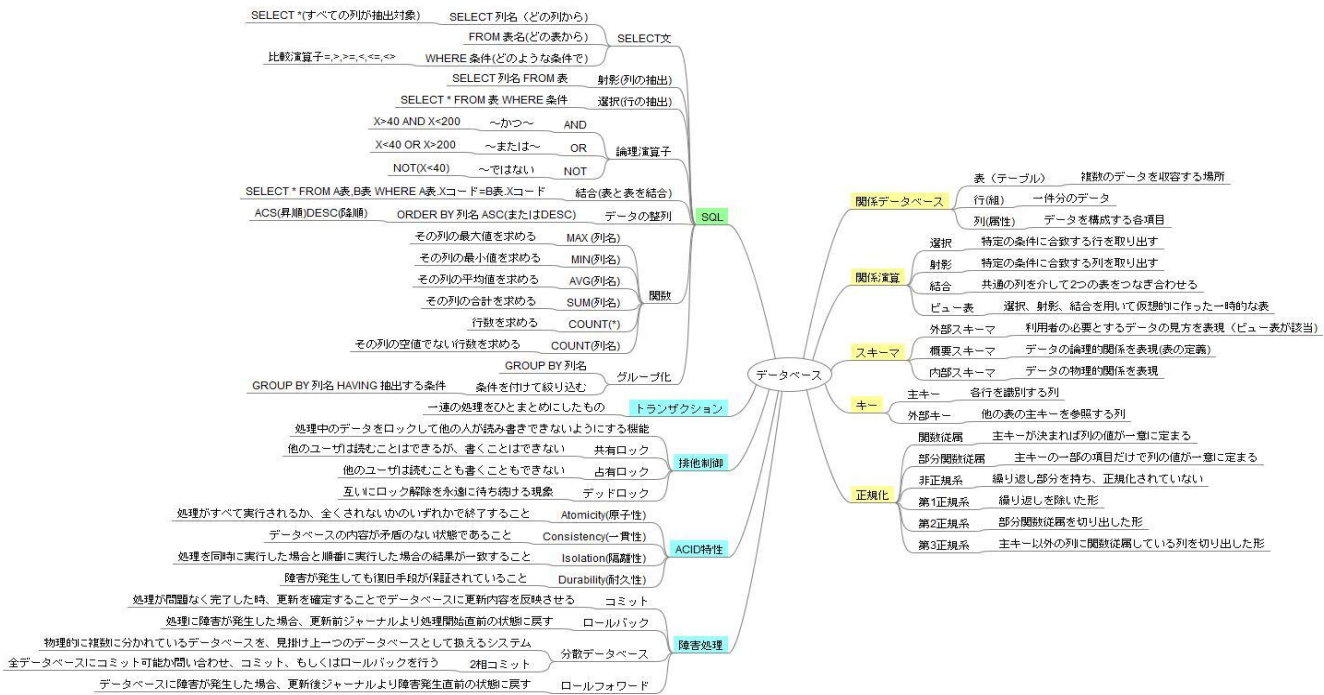 データベース
SQL
SELECT文
SELECT 列名（どの列から）
SELECT *(すべての列が抽出対象)
FROM 表名(どの表から)
WHERE 条件(どのような条件で)
比較演算子=,>,>=,<,<=,<>
射影(列の抽出)
SELECT 列名 FROM 表
選択(行の抽出)
SELECT * FROM 表 WHERE 条件
論理演算子
AND
～かつ～
X>40 AND X<200
OR
～または～
X<40 OR X>200
NOT
～ではない
NOT(X<40)
結合(表と表を結合)
SELECT * FROM A表,B表 WHERE A表.Xコード=B表.Xコード
データの整列
ORDER BY 列名 ASC(またはDESC)
ACS(昇順)DESC(降順)
関数
MAX (列名)
その列の最大値を求める
MIN(列名)
その列の最小値を求める
AVG(列名)
その列の平均値を求める
SUM(列名)
その列の合計を求める
COUNT(*)
行数を求める
COUNT(列名)
その列の空値でない行数を求める
グループ化
GROUP BY 列名
条件を付けて絞り込む
GROUP BY 列名 HAVING 抽出する条件
トランザクション
一連の処理をひとまとめにしたもの
排他制御
処理中のデータをロックして他の人が読み書きできないようにする機能
共有ロック
他のユーザは読むことはできるが、書くことはできない
占有ロック
他のユーザは読むことも書くこともできない
デッドロック
互いにロック解除を永遠に待ち続ける現象
ACID特性
Atomicity(原子性)
処理がすべて実行されるか、全くされないかのいずれかで終了すること
Consistency(一貫性)
データベースの内容が矛盾のない状態であること
Isolation(隔離性)
処理を同時に実行した場合と順番に実行した場合の結果が一致すること
Durability(耐久性)
障害が発生しても復旧手段が保証されていること
障害処理
コミット
処理が問題なく完了した時、更新を確定することでデータベースに更新内容を反映させる
ロールバック
処理に障害が発生した場合、更新前ジャーナルより処理開始直前の状態に戻す
分散データベース
物理的に複数に分かれているデータベースを、見掛け上一つのデータベースとして扱えるシステム
2相コミット
全データベースにコミット可能か問い合わせ、コミット、もしくはロールバックを行う
ロールフォワード
データベースに障害が発生した場合、更新後ジャーナルより障害発生直前の状態に戻す
関係データベース
表（テーブル）
複数のデータを収容する場所
行(組)
一件分のデータ
列(属性)
データを構成する各項目
関係演算
選択
特定の条件に合致する行を取り出す
射影
特定の条件に合致する列を取り出す
結合
共通の列を介して2つの表をつなぎ合わせる
ビュー表
選択、射影、結合を用いて仮想的に作った一時的な表
スキーマ
外部スキーマ
利用者の必要とするデータの見方を表現（ビュー表が該当）
概要スキーマ
データの論理的関係を表現(表の定義)
内部スキーマ
データの物理的関係を表現
キー
主キー
各行を識別する列
外部キー
他の表の主キーを参照する列
正規化
関数従属
主キーが決まれば列の値が一意に定まる
部分関数従属
主キーの一部の項目だけで列の値が一意に定まる
非正規系
繰り返し部分を持ち、正規化されていない
第1正規系
繰り返しを除いた形
第2正規系
部分関数従属を切り出した形
第3正規系
主キー以外の列に関数従属している列を切り出した形